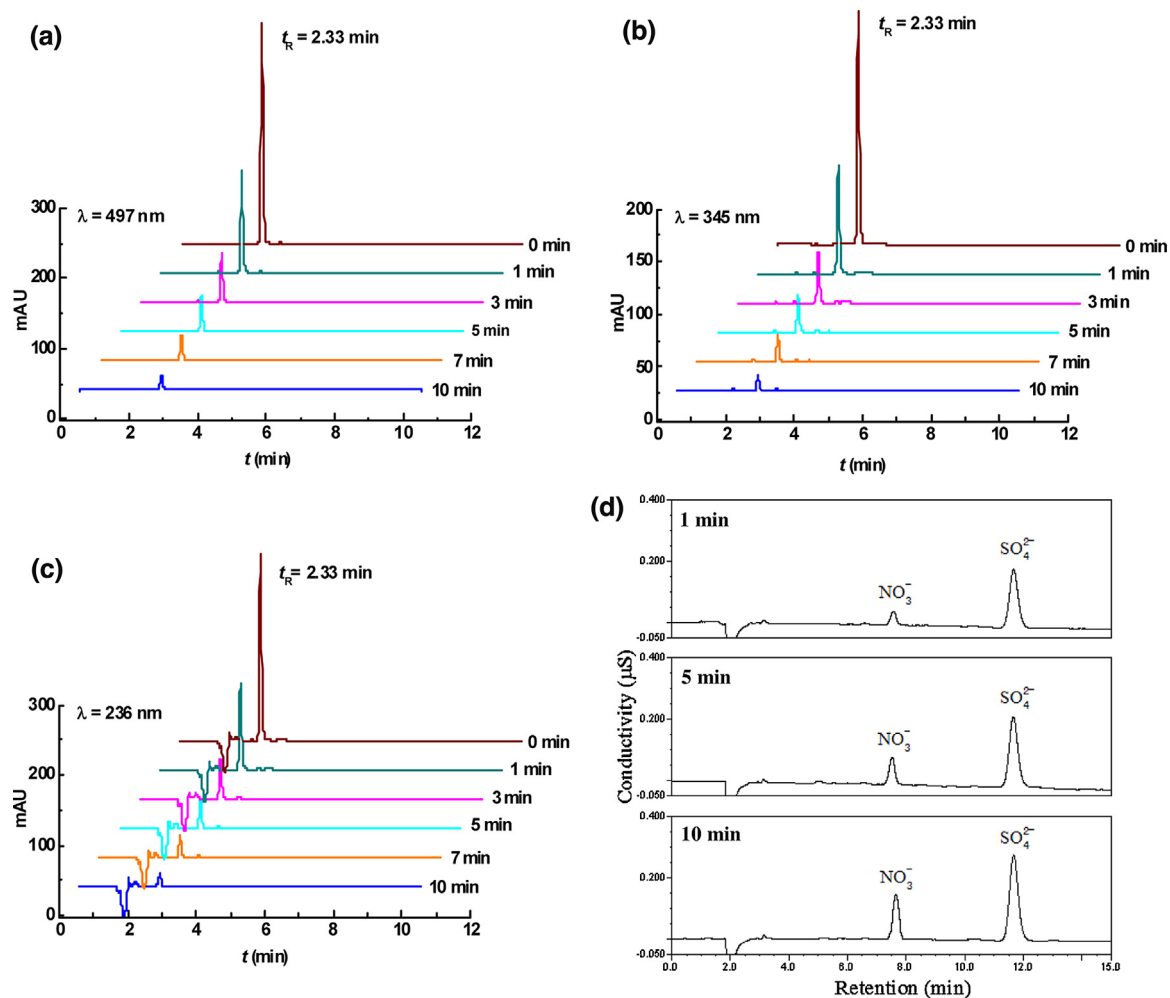 (a)
t_R = 2.33 min
λ = 497 nm
300
200
100
0
mAU
0 min
1 min
3 min
5 min
7 min
10 min
0 2 4 6 8 10 12
t (min)
(b)
t_R = 2.33 min
λ = 345 nm
200
150
100
50
0
mAU
0 min
1 min
3 min
5 min
7 min
10 min
0 2 4 6 8 10 12
t (min)
(c)
t_R = 2.33 min
λ = 236 nm
300
200
100
0
mAU
0 min
1 min
3 min
5 min
7 min
10 min
0 2 4 6 8 10 12
t (min)
(d)
0.400
1 min
0.200
NO₃⁻
SO₄²⁻
-0.050
0.400
5 min
0.200
NO₃⁻
SO₄²⁻
-0.050
0.400
10 min
0.200
NO₃⁻
SO₄²⁻
-0.050
Conductivity (µS)
0.0 2.0 4.0 6.0 8.0 10.0 12.0 15.0
Retention (min)